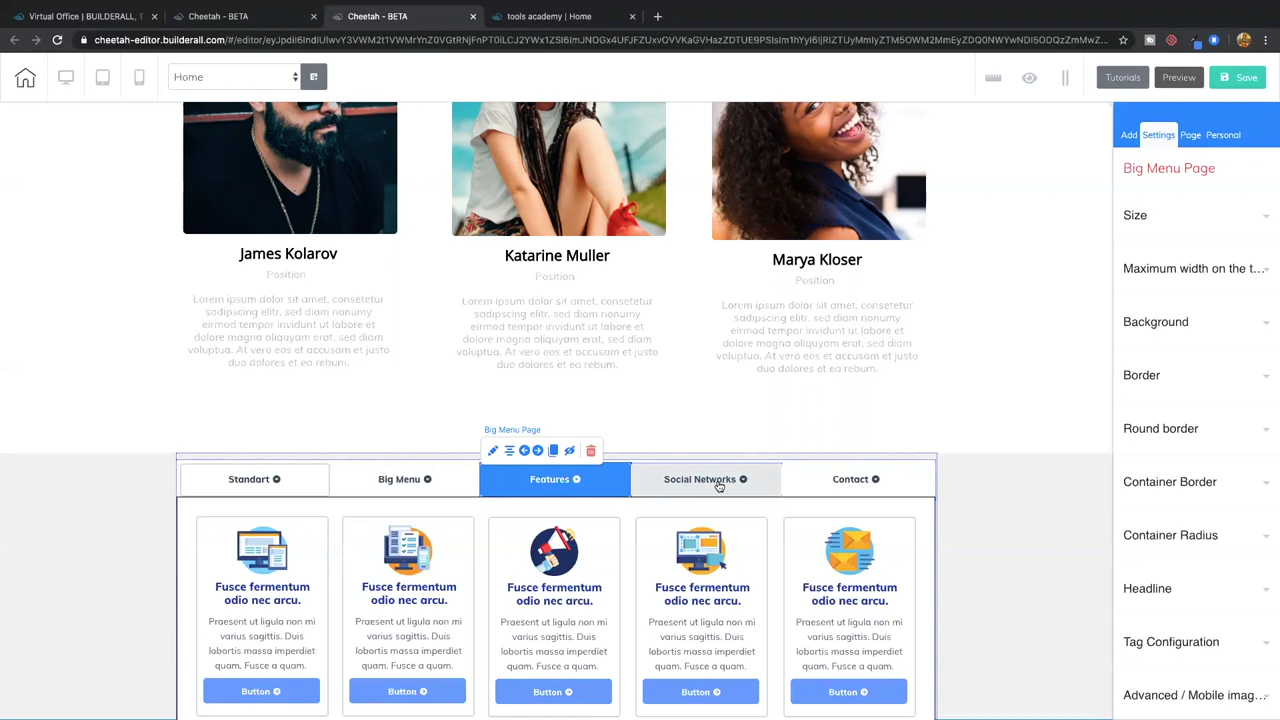 Virtual Office | BUILDERALL, T
Cheetah - BETA
Cheetah - BETA
tools academy | Home
Home
Tutorials
Preview
Save
Add
Settings
Page
Personal
Big Menu Page
Size
Maximum width on the t...
Background
Border
Round border
Container Border
Container Radius
Headline
Tag Configuration
Advanced / Mobile imag...
James Kolarov
Position
Lorem ipsum dolor sit amet, consetetur
sadipscing elitr, sed diam nonumy
eirmod tempor invidunt ut labore et
dolore magna aliquyam erat, sed diam
voluptua. At vero eos et accusam et justo
duo dolores et ea rebum.
Katarine Muller
Position
Lorem ipsum dolor sit amet, consetetur
sadipscing elitr, sed diam nonumy
eirmod tempor invidunt ut labore et
dolore magna aliquyam erat, sed diam
voluptua. At vero eos et accusam et justo
duo dolores et ea rebum.
Marya Kloser
Position
Lorem ipsum dolor sit amet, consetetur
sadipscing elitr, sed diam nonumy
eirmod tempor invidunt ut labore et
dolore magna aliquyam erat, sed diam
voluptua. At vero eos et accusam et justo
duo dolores et ea rebum.
Big Menu Page
Standart
Big Menu
Features
Social Networks
Contact
Fusce fermentum
odio nec arcu.
Praesent ut ligula non mi
varius sagittis. Duis
lobortis massa imperdiet
quam. Fusce a quam.
Button
Fusce fermentum
odio nec arcu.
Praesent ut ligula non mi
varius sagittis. Duis
lobortis massa imperdiet
quam. Fusce a quam.
Button
Fusce fermentum
odio nec arcu.
Praesent ut ligula non mi
varius sagittis. Duis
lobortis massa imperdiet
quam. Fusce a quam.
Button
Fusce fermentum
odio nec arcu.
Praesent ut ligula non mi
varius sagittis. Duis
lobortis massa imperdiet
quam. Fusce a quam.
Button
Fusce fermentum
odio nec arcu.
Praesent ut ligula non mi
varius sagittis. Duis
lobortis massa imperdiet
quam. Fusce a quam.
Button